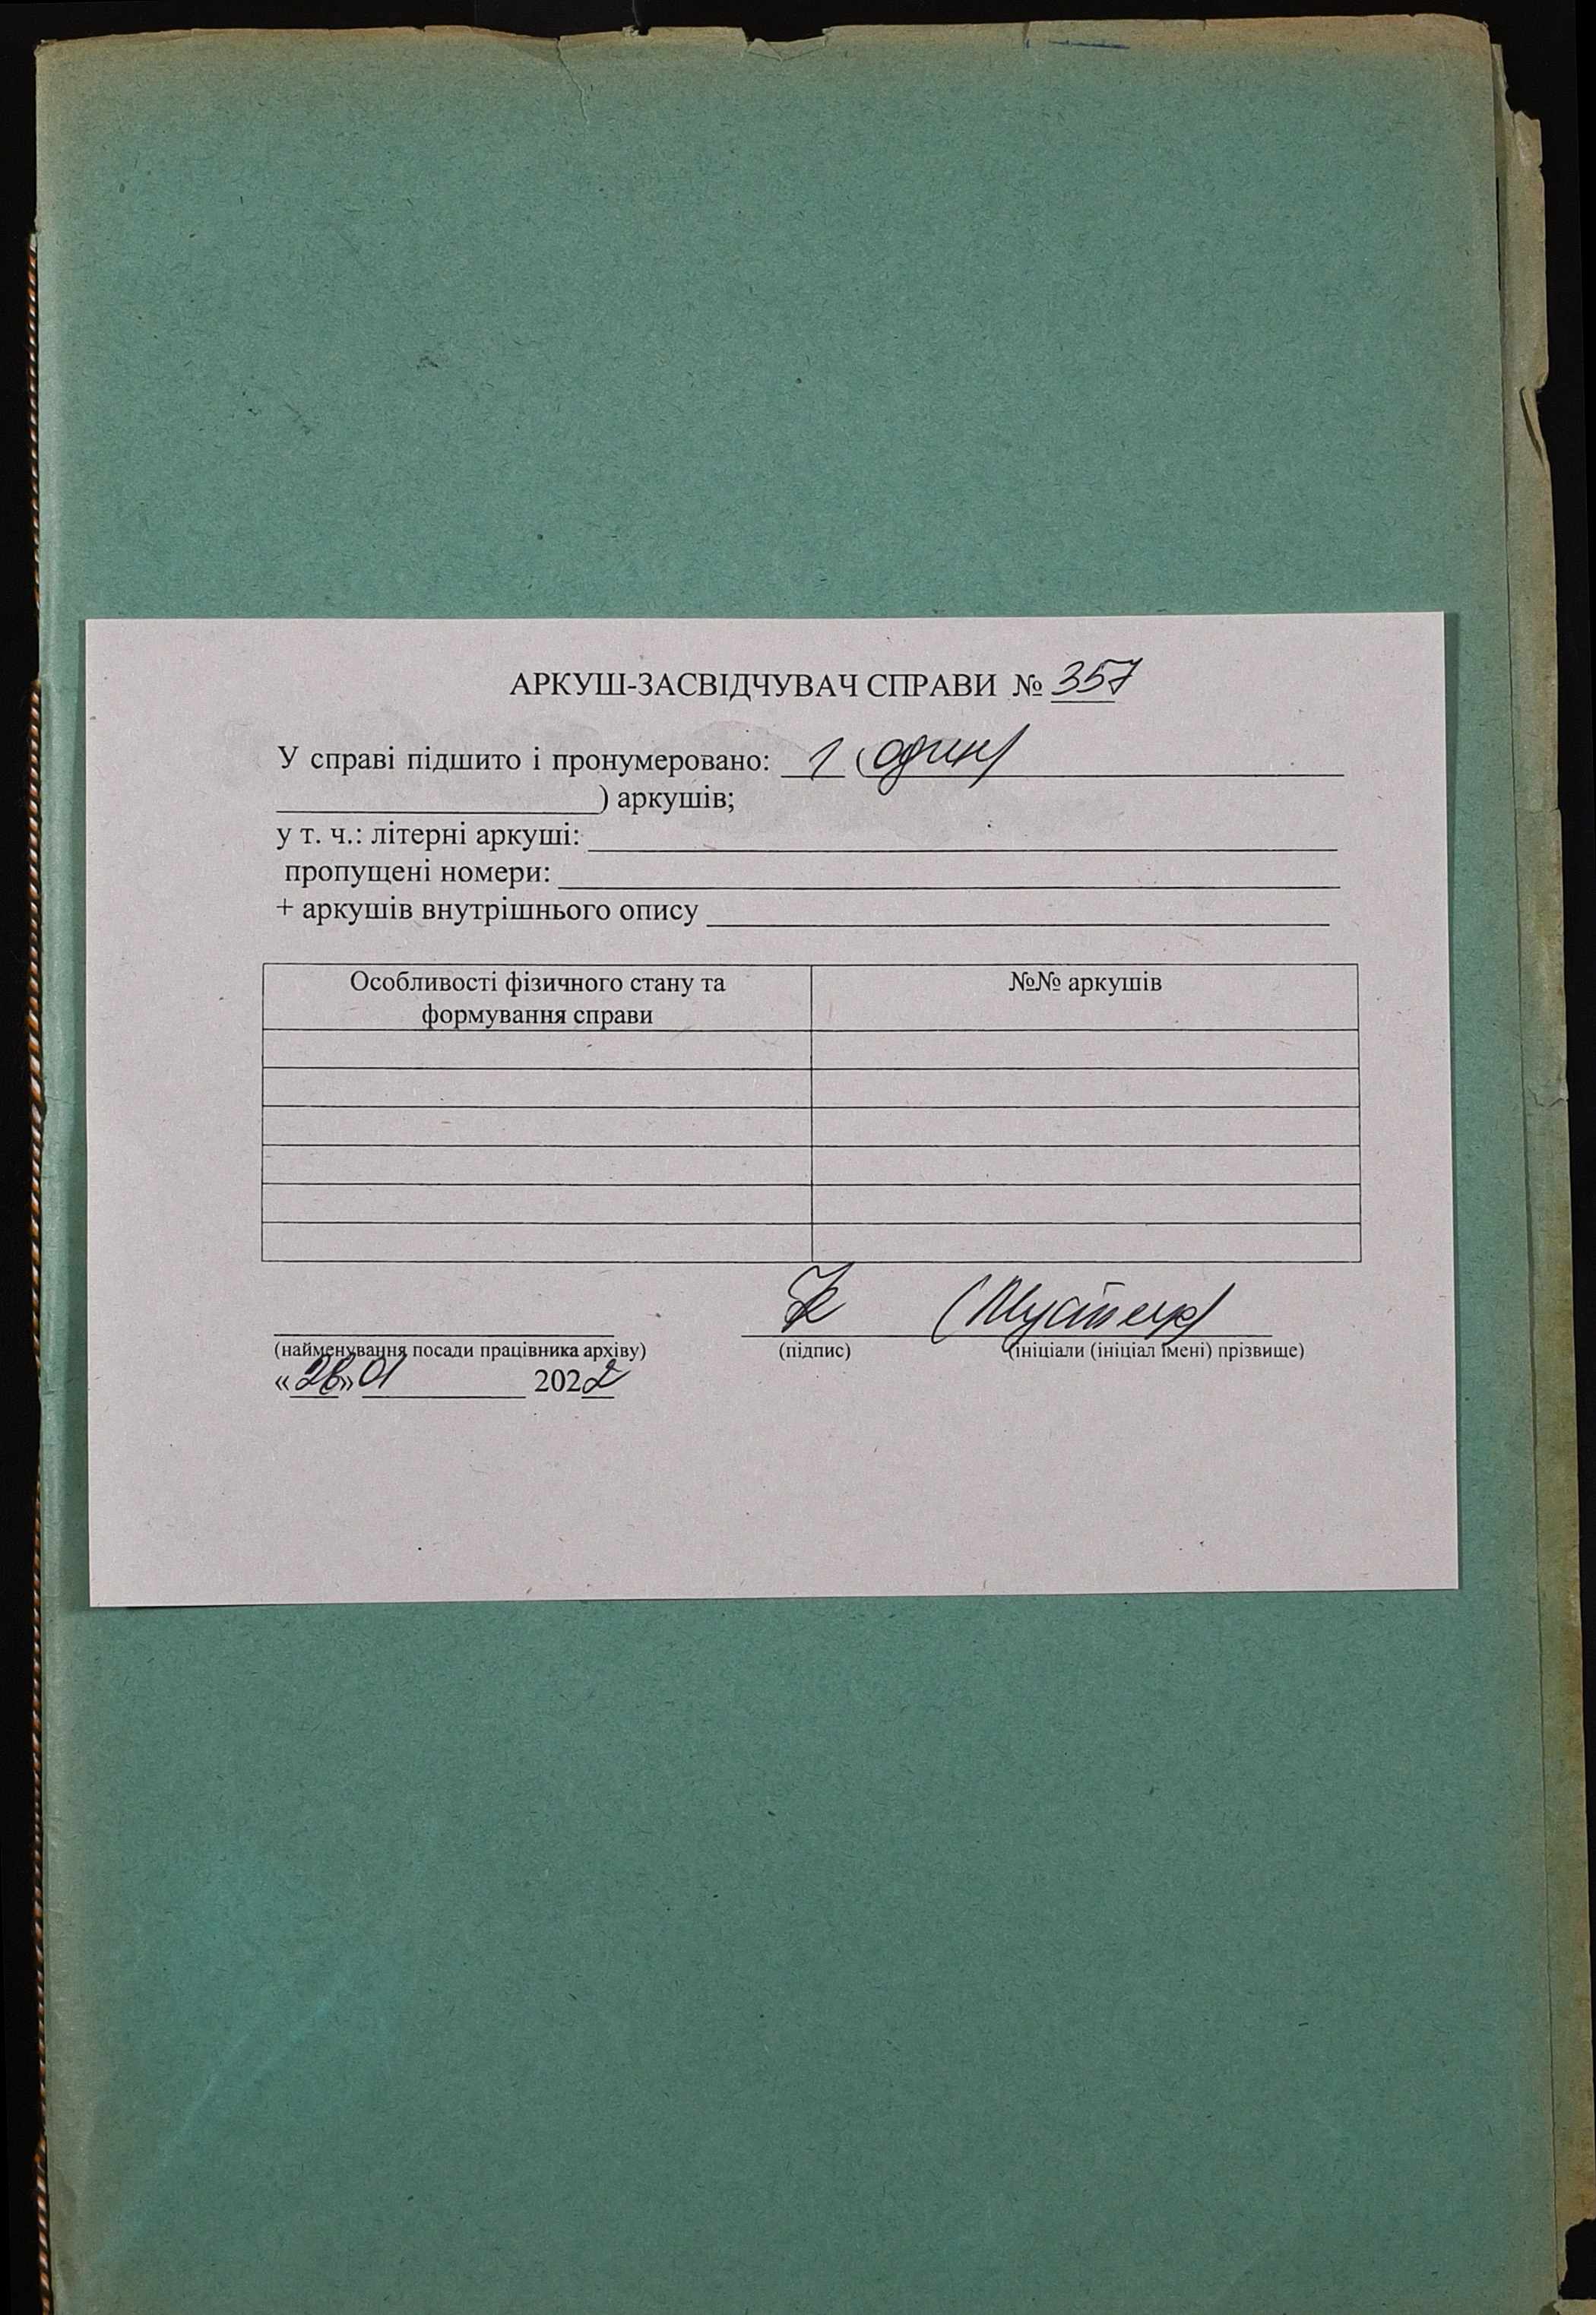 АРКУШ-ЗАСВІДЧУВАЧ СПРАВИ № 357
У справі підшито і пронумеровано: 1 (один)
) аркушів;
у т. ч.: літерні аркуші:
пропущені номери:
+ аркушів внутрішнього опису
Особливості фізичного стану та формування справи
№№ аркушів
(найменування посади працівника архіву)
(підпис)
(ініціали (ініціал імені) прізвище)
«28» 01 2022